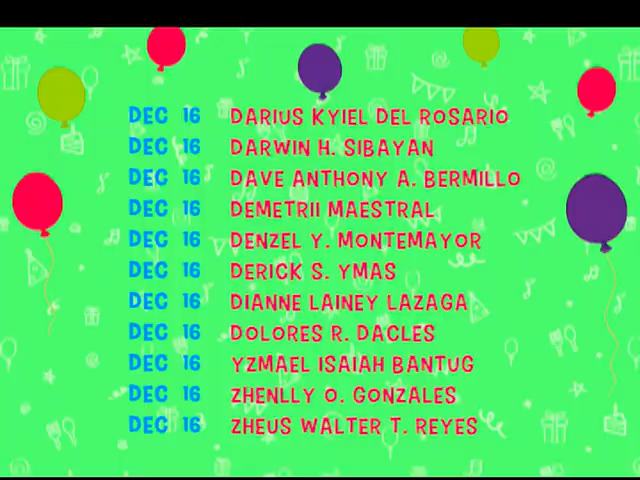 DEC 16 DARIUS KYIEL DEL ROSARIO
DEC 16 DARWIN H. SIBAYAN
DEC 16 DAVE ANTHONY A. BERMILLO
DEC 16 DEMETRII MAESTRAL
DEC 16 DENZEL Y. MONTEMAYOR
DEC 16 DERICK S. YMAS
DEC 16 DIANNE LAINEY LAZAGA
DEC 16 DOLORES R. DACLES
DEC 16 YZMAEL ISAIAH BANTUG
DEC 16 ZHENLLY O. GONZALES
DEC 16 ZHEUS WALTER T. REYES